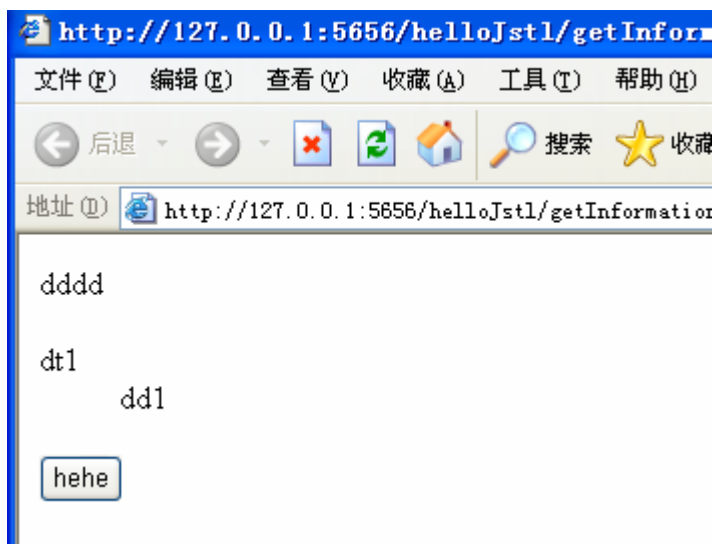 http://127.0.0.1:5656/helloJstl/getInform
文件(F) 编辑(E) 查看(V) 收藏(A) 工具(T) 帮助(H)
后退 搜索 收藏
地址(D) http://127.0.0.1:5656/helloJstl/getInformation
dddd
dt1
dd1
hehe